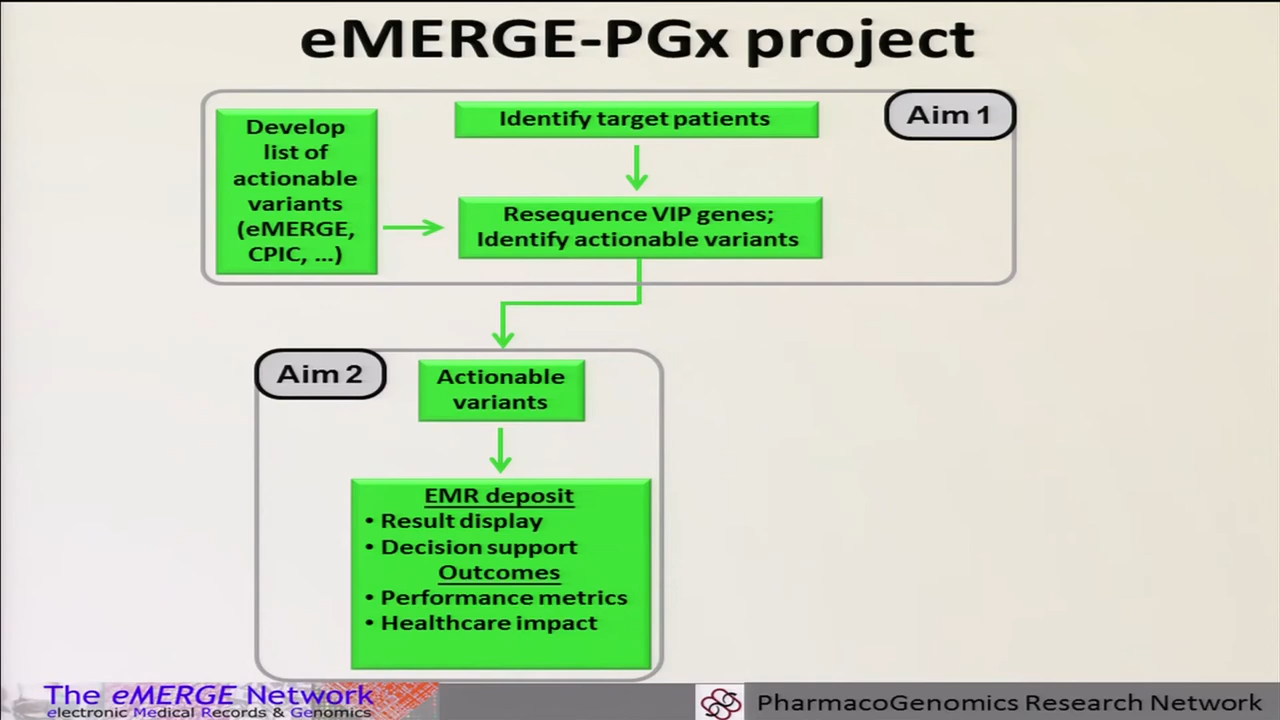 eMERGE-PGx project
Develop
list of
actionable
variants
(eMERGE,
CPIC, ...)
Identify target patients
Aim 1
Resequence VIP genes;
Identify actionable variants
Aim 2
Actionable
variants
EMR deposit
• Result display
• Decision support
Outcomes
• Performance metrics
• Healthcare impact
The eMERGE Network
electronic Medical Records & Genomics
PharmacoGenomics Research Network